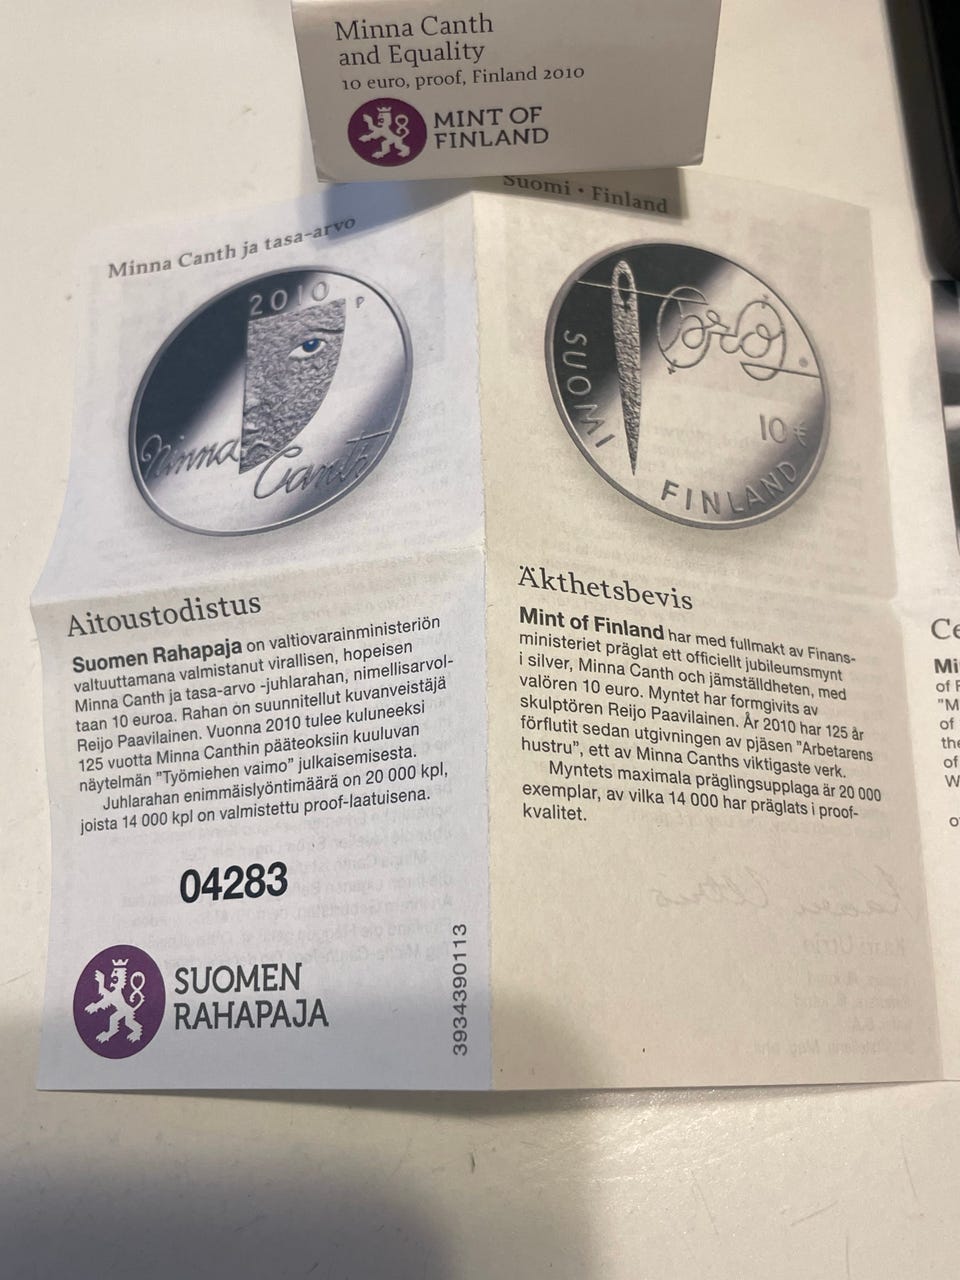 Minna Canth
and Equality
10 euro, proof, Finland 2010
MINT OF
FINLAND
Minna Canth ja tasa-arvo
2010
P
Minna
Canth
Aitoustodistus
Suomen Rahapaja on valtiovarainministeriön
valtuuttamana valmistanut virallisen, hopeisen
Minna Canth ja tasa-arvo -juhlarahan, nimellisarvol-
taan 10 euroa. Rahan on suunnitellut kuvanveistäjä
Reijo Paavilainen. Vuonna 2010 tulee kuluneeksi
125 vuotta Minna Canthin pääteoksiin kuuluvan
näytelmän "Työmiehen vaimo" julkaisemisesta.
Juhlarahan enimmäislyöntimäärä on 20 000 kpl,
joista 14 000 kpl on valmistettu proof-laatuisena.
04283
SUOMEN
RAHAPAJA
3934390113
Suomi • Finland
SUOMI
10 €
FINLAND
Äkthetsbevis
Mint of Finland har med fullmakt av Finans-
ministeriet präglat ett officiellt jubileumsmynt
i silver, Minna Canth och jämställdheten, med
valören 10 euro. Myntet har formgivits av
skulptören Reijo Paavilainen. År 2010 har 125 år
förflutit sedan utgivningen av pjäsen "Arbetarens
hustru", ett av Minna Canths viktigaste verk.
Myntets maximala präglingsupplaga är 20 000
exemplar, av vilka 14 000 har präglats i proof-
kvalitet.
Ce
Mi
of F
"M
of
the
of
W
o